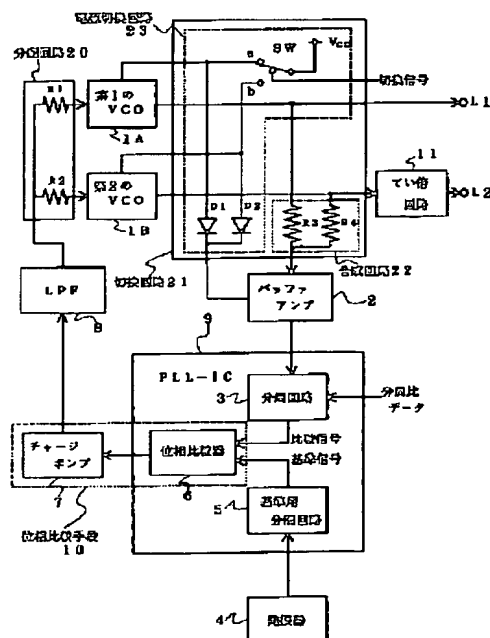 電源切換回路
23
分岐回路20
R1
第1の
VCO
1A
SW
Vcc
a
b
切換信号
L1
R2
第2の
VCO
1B
D1
D2
R3
R4
11
てい倍
回路
L2
切換回路21
合成回路22
LPF
8
バッファ
アンプ
2
9
PLL-IC
3
分周回路
分周比
データ
比較信号
基準信号
チャージ
ポンプ
7
位相比較器
6
位相比較手段
10
5
基準用
分周回路
4
発振器